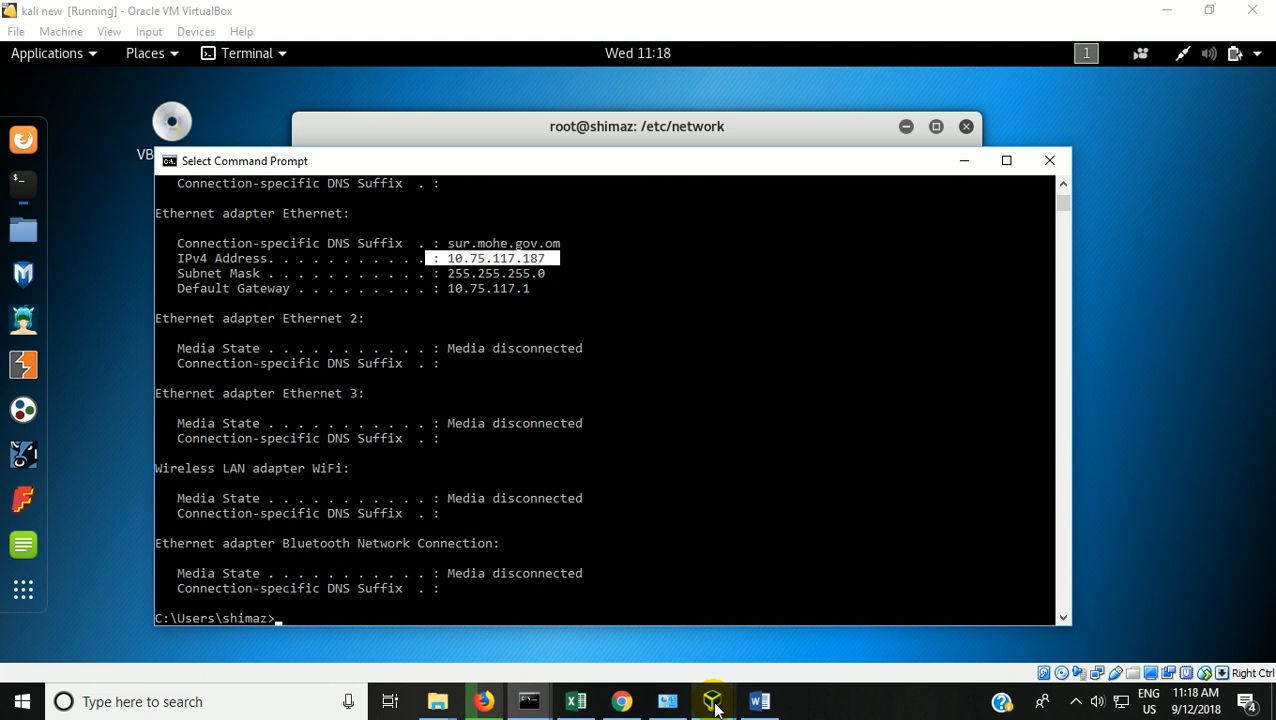 kali new [Running] - Oracle VM VirtualBox
File Machine View Input Devices Help
Applications Places Terminal Wed 11:18 1
root@shimaz: /etc/network
VB
Select Command Prompt
Connection-specific DNS Suffix . :
Ethernet adapter Ethernet:
Connection-specific DNS Suffix . : sur.mohe.gov.om
IPv4 Address. . . . . . . . . . . : 10.75.117.187
Subnet Mask . . . . . . . . . . . : 255.255.255.0
Default Gateway . . . . . . . . . : 10.75.117.1
Ethernet adapter Ethernet 2:
Media State . . . . . . . . . . . : Media disconnected
Connection-specific DNS Suffix . :
Ethernet adapter Ethernet 3:
Media State . . . . . . . . . . . : Media disconnected
Connection-specific DNS Suffix . :
Wireless LAN adapter WiFi:
Media State . . . . . . . . . . . : Media disconnected
Connection-specific DNS Suffix . :
Ethernet adapter Bluetooth Network Connection:
Media State . . . . . . . . . . . : Media disconnected
Connection-specific DNS Suffix . :
C:\Users\shimaz>
Right Ctrl
Type here to search
ENG 11:18 AM
US 9/12/2018 4